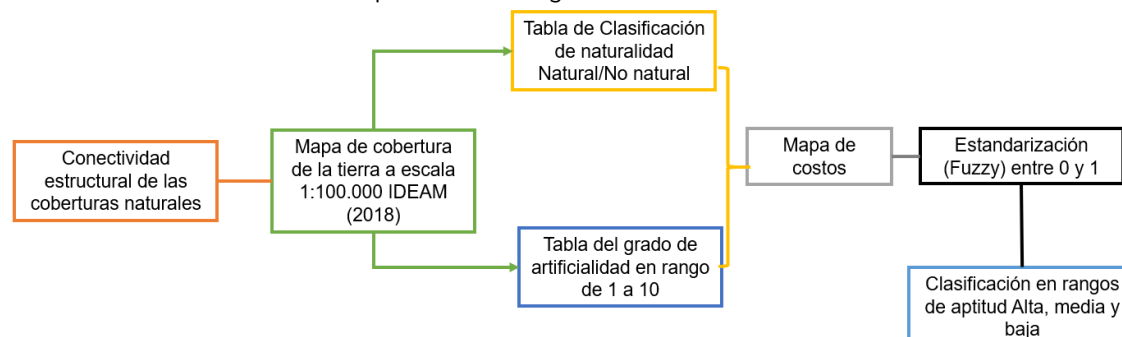 Tabla de Clasificación
de naturalidad
Natural/No natural
Conectividad
estructural de las
coberturas naturales
Mapa de cobertura
de la tierra a escala
1:100.000 IDEAM
(2018)
Mapa de
costos
Estandarización
(Fuzzy) entre 0 y 1
Tabla del grado de
artificialidad en rango
de 1 a 10
Clasificación en rangos
de aptitud Alta, media y
baja